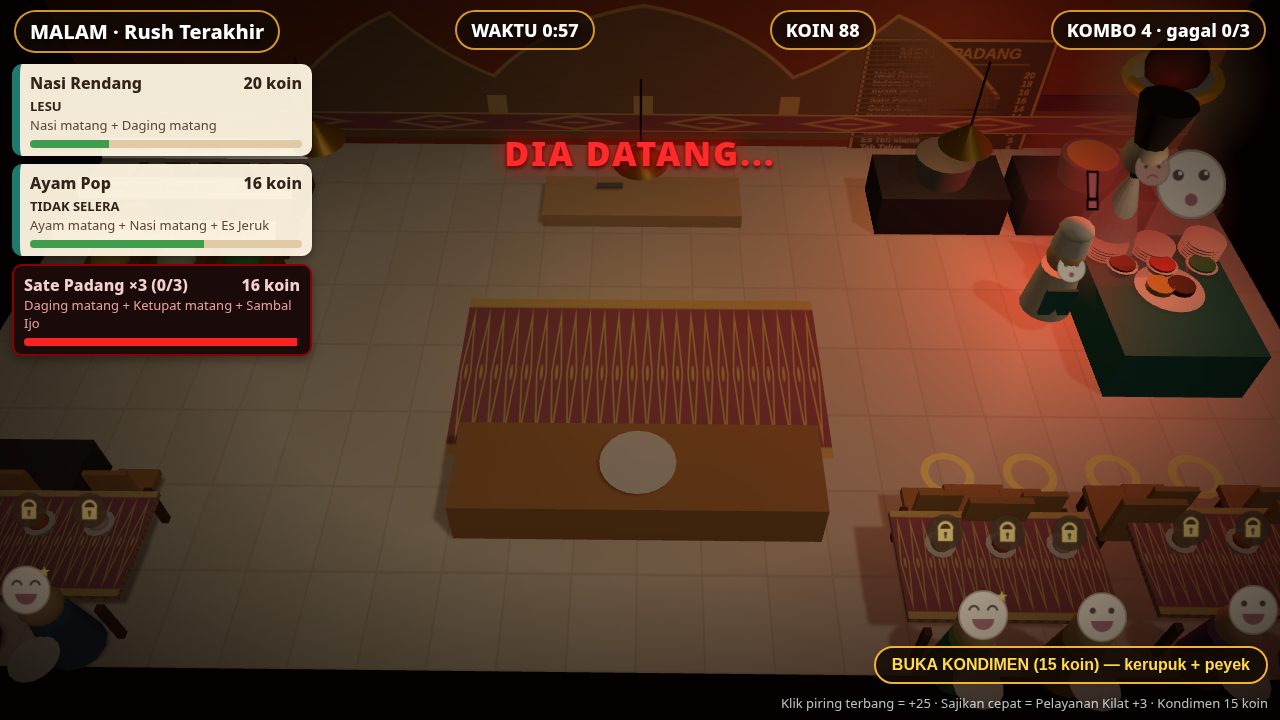 MALAM · Rush Terakhir
WAKTU 0:57
KOIN 88
KOMBO 4 · gagal 0/3
Nasi Rendang 20 koin
LESU
Nasi matang + Daging matang
Ayam Pop 16 koin
TIDAK SELERA
Ayam matang + Nasi matang + Es Jeruk
Sate Padang ×3 (0/3) 16 koin
Daging matang + Ketupat matang + Sambal
Ijo
DIA DATANG...
PADANG
!
BUKA KONDIMEN (15 koin) — kerupuk + peyek
Klik piring terbang = +25 · Sajikan cepat = Pelayanan Kilat +3 · Kondimen 15 koin